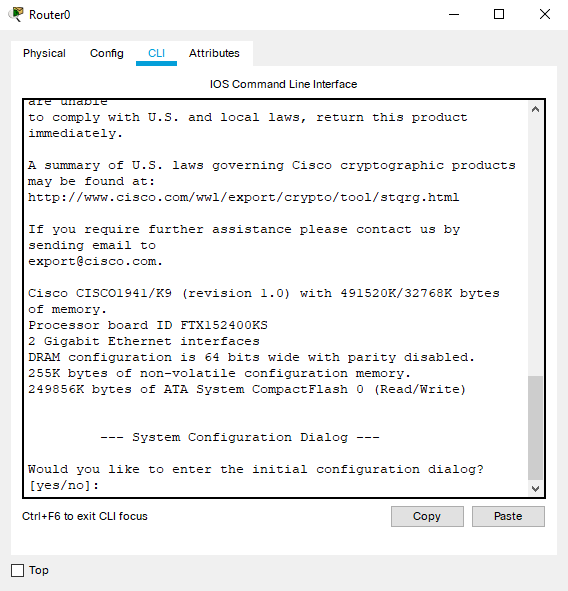 Router0
Physical Config CLI Attributes
IOS Command Line Interface
are unable
to comply with U.S. and local laws, return this product
immediately.
A summary of U.S. laws governing Cisco cryptographic products
may be found at:
http://www.cisco.com/wwl/export/crypto/tool/stqrg.html
If you require further assistance please contact us by
sending email to
export@cisco.com.
Cisco CISCO1941/K9 (revision 1.0) with 491520K/32768K bytes
of memory.
Processor board ID FTX152400KS
2 Gigabit Ethernet interfaces
DRAM configuration is 64 bits wide with parity disabled.
255K bytes of non-volatile configuration memory.
249856K bytes of ATA System CompactFlash 0 (Read/Write)
--- System Configuration Dialog ---
Would you like to enter the initial configuration dialog?
[yes/no]:
Ctrl+F6 to exit CLI focus
Copy Paste
Top